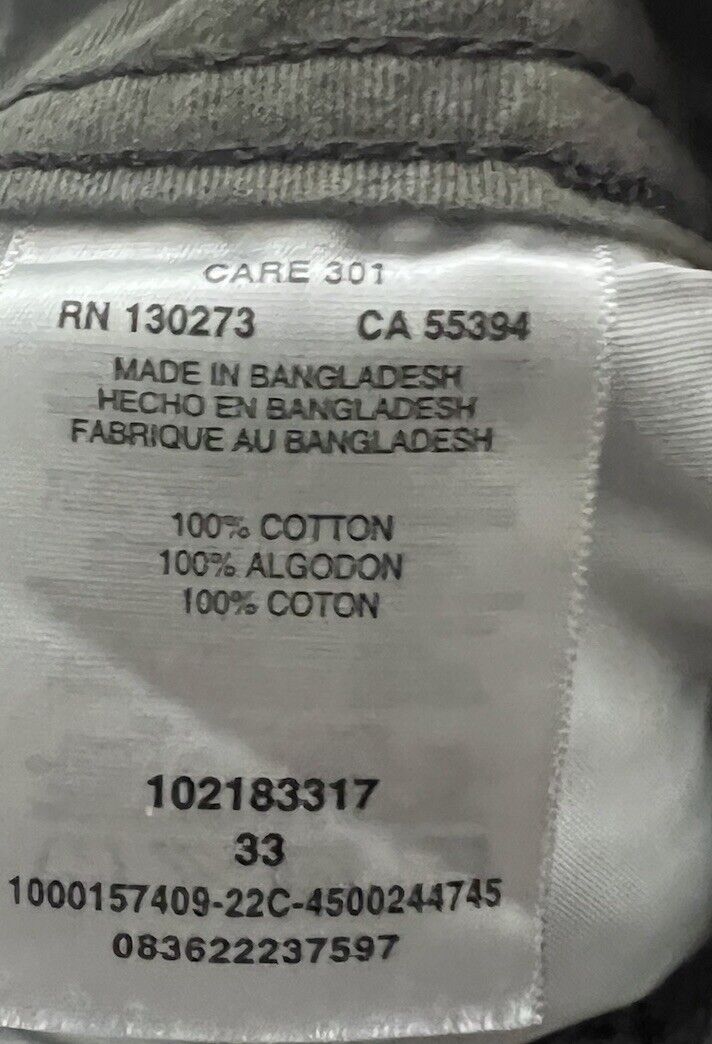 CARE 301
RN 130273 CA 55394
MADE IN BANGLADESH
HECHO EN BANGLADESH
FABRIQUE AU BANGLADESH
100% COTTON
100% ALGODON
100% COTON
102183317
33
1000157409-22C-4500244745
083622237597